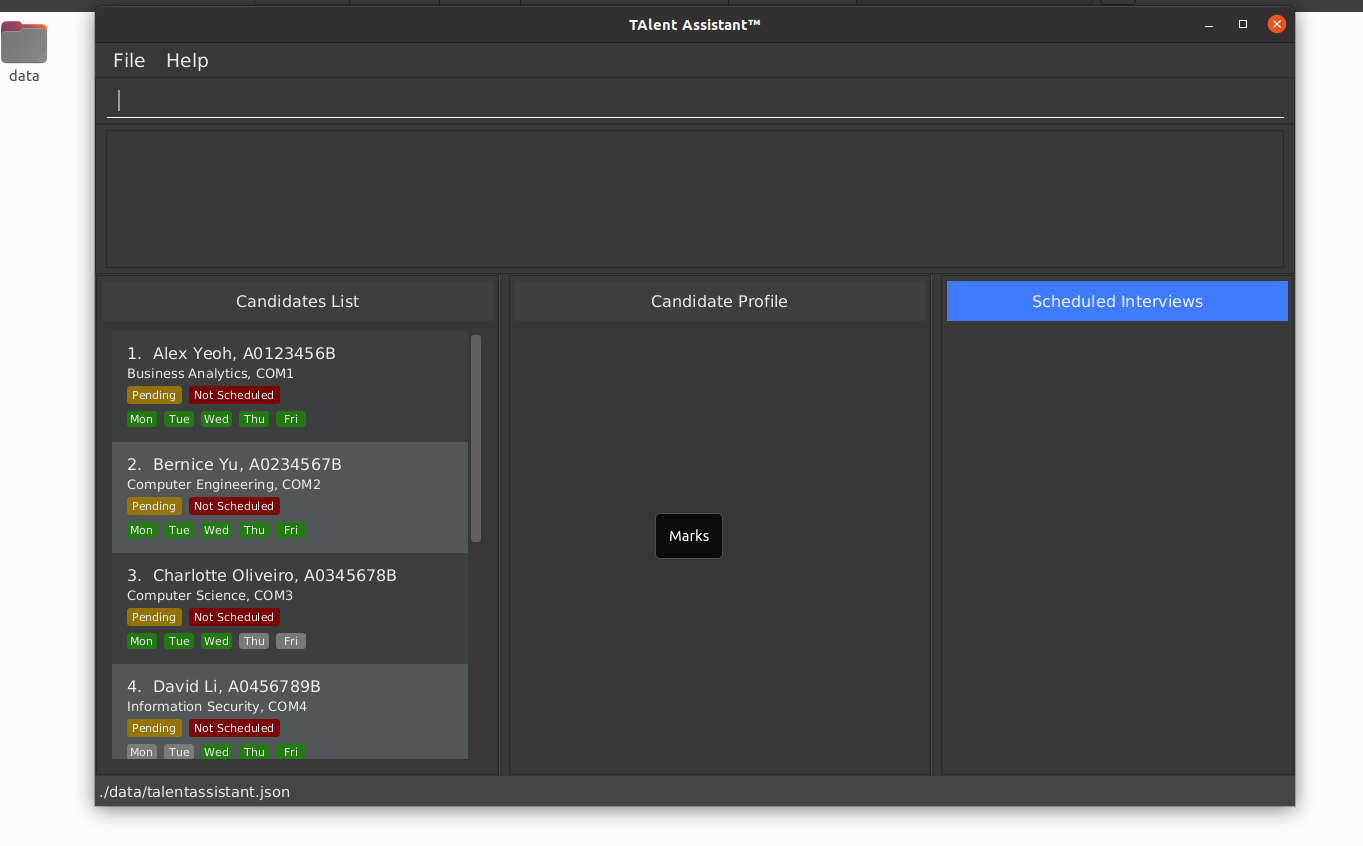 TAlent Assistant™
data
File Help
Candidates List
Candidate Profile
Scheduled Interviews
1. Alex Yeoh, A0123456B
Business Analytics, COM1
Pending Not Scheduled
Mon Tue Wed Thu Fri
2. Bernice Yu, A0234567B
Computer Engineering, COM2
Pending Not Scheduled
Mon Tue Wed Thu Fri
3. Charlotte Oliveiro, A0345678B
Computer Science, COM3
Pending Not Scheduled
Mon Tue Wed Thu Fri
4. David Li, A0456789B
Information Security, COM4
Pending Not Scheduled
Mon Tue Wed Thu Fri
Marks
./data/talentassistant.json